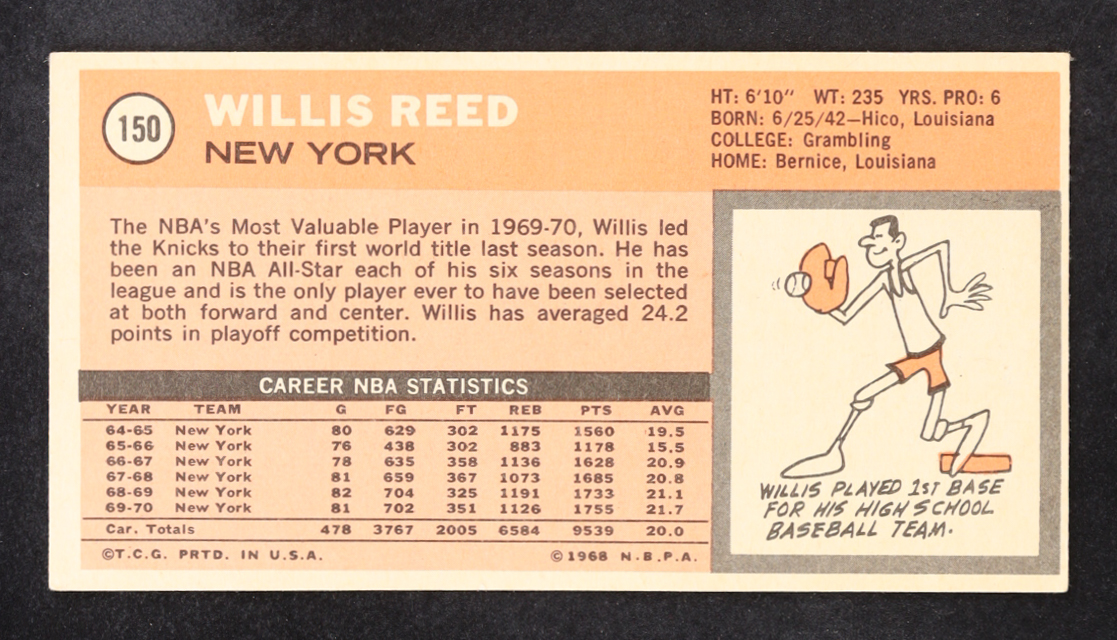 150
WILLIS REED
NEW YORK
HT: 6'10" WT: 235 YRS. PRO: 6
BORN: 6/25/42—Hico, Louisiana
COLLEGE: Grambling
HOME: Bernice, Louisiana
The NBA's Most Valuable Player in 1969-70, Willis led
the Knicks to their first world title last season. He has
been an NBA All-Star each of his six seasons in the
league and is the only player ever to have been selected
at both forward and center. Willis has averaged 24.2
points in playoff competition.
CAREER NBA STATISTICS
YEAR TEAM G FG FT REB PTS AVG
64-65 New York 80 629 302 1175 1560 19.5
65-66 New York 76 438 302 883 1178 15.5
66-67 New York 78 635 358 1136 1628 20.9
67-68 New York 81 659 367 1073 1685 20.8
68-69 New York 82 704 325 1191 1733 21.1
69-70 New York 81 702 351 1126 1755 21.7
Car. Totals 478 3767 2005 6584 9539 20.0
©T.C.G. PRTD. IN U.S.A. ©1968 N.B.P.A.
WILLIS PLAYED 1ST BASE
FOR HIS HIGH SCHOOL
BASEBALL TEAM.